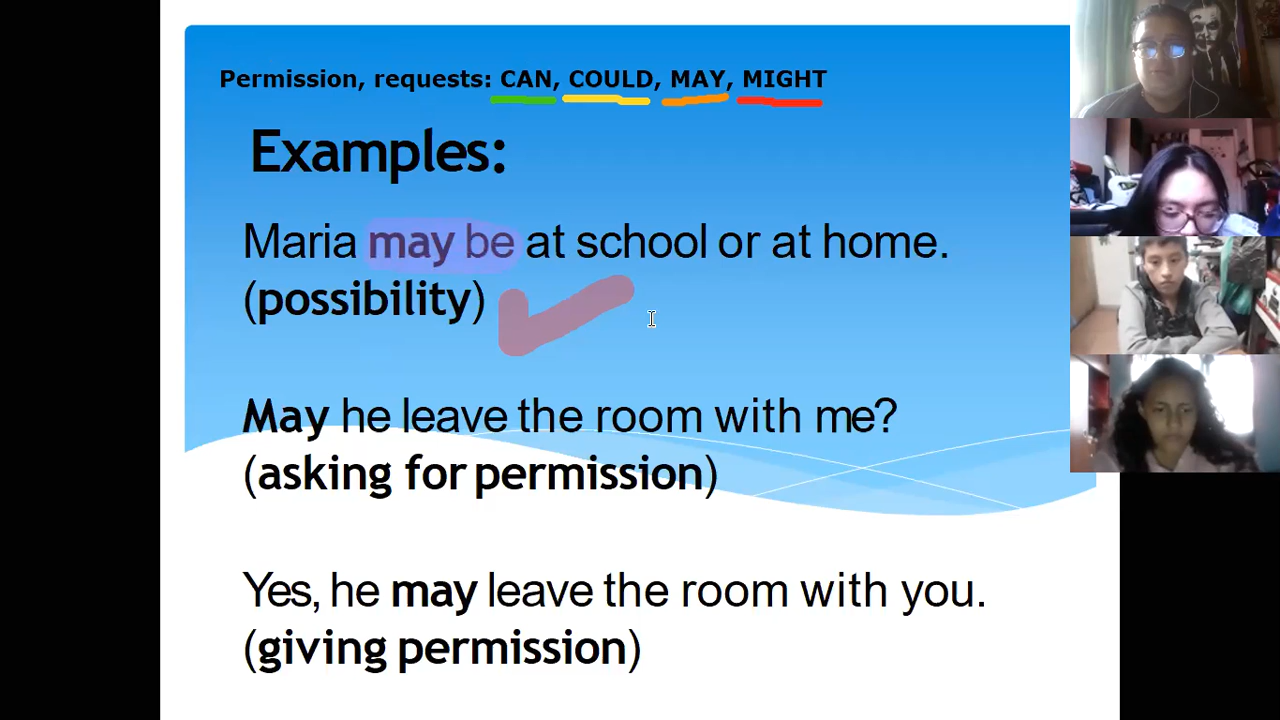 Permission, requests: CAN, COULD, MAY, MIGHT
Examples:
Maria may be at school or at home.
(possibility)
May he leave the room with me?
(asking for permission)
Yes, he may leave the room with you.
(giving permission)